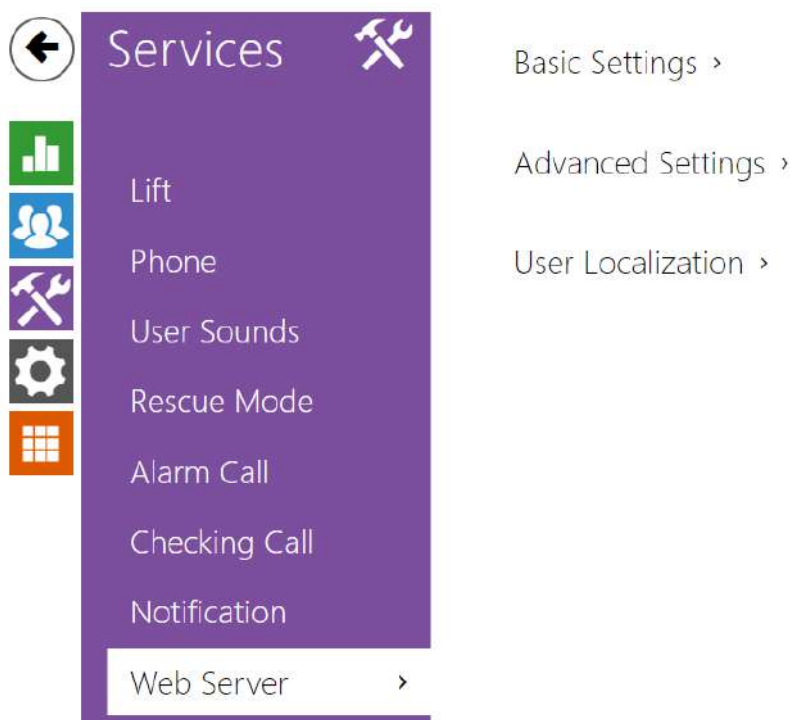 Services
Lift
Phone
User Sounds
Rescue Mode
Alarm Call
Checking Call
Notification
Web Server ›
Basic Settings ›
Advanced Settings ›
User Localization ›